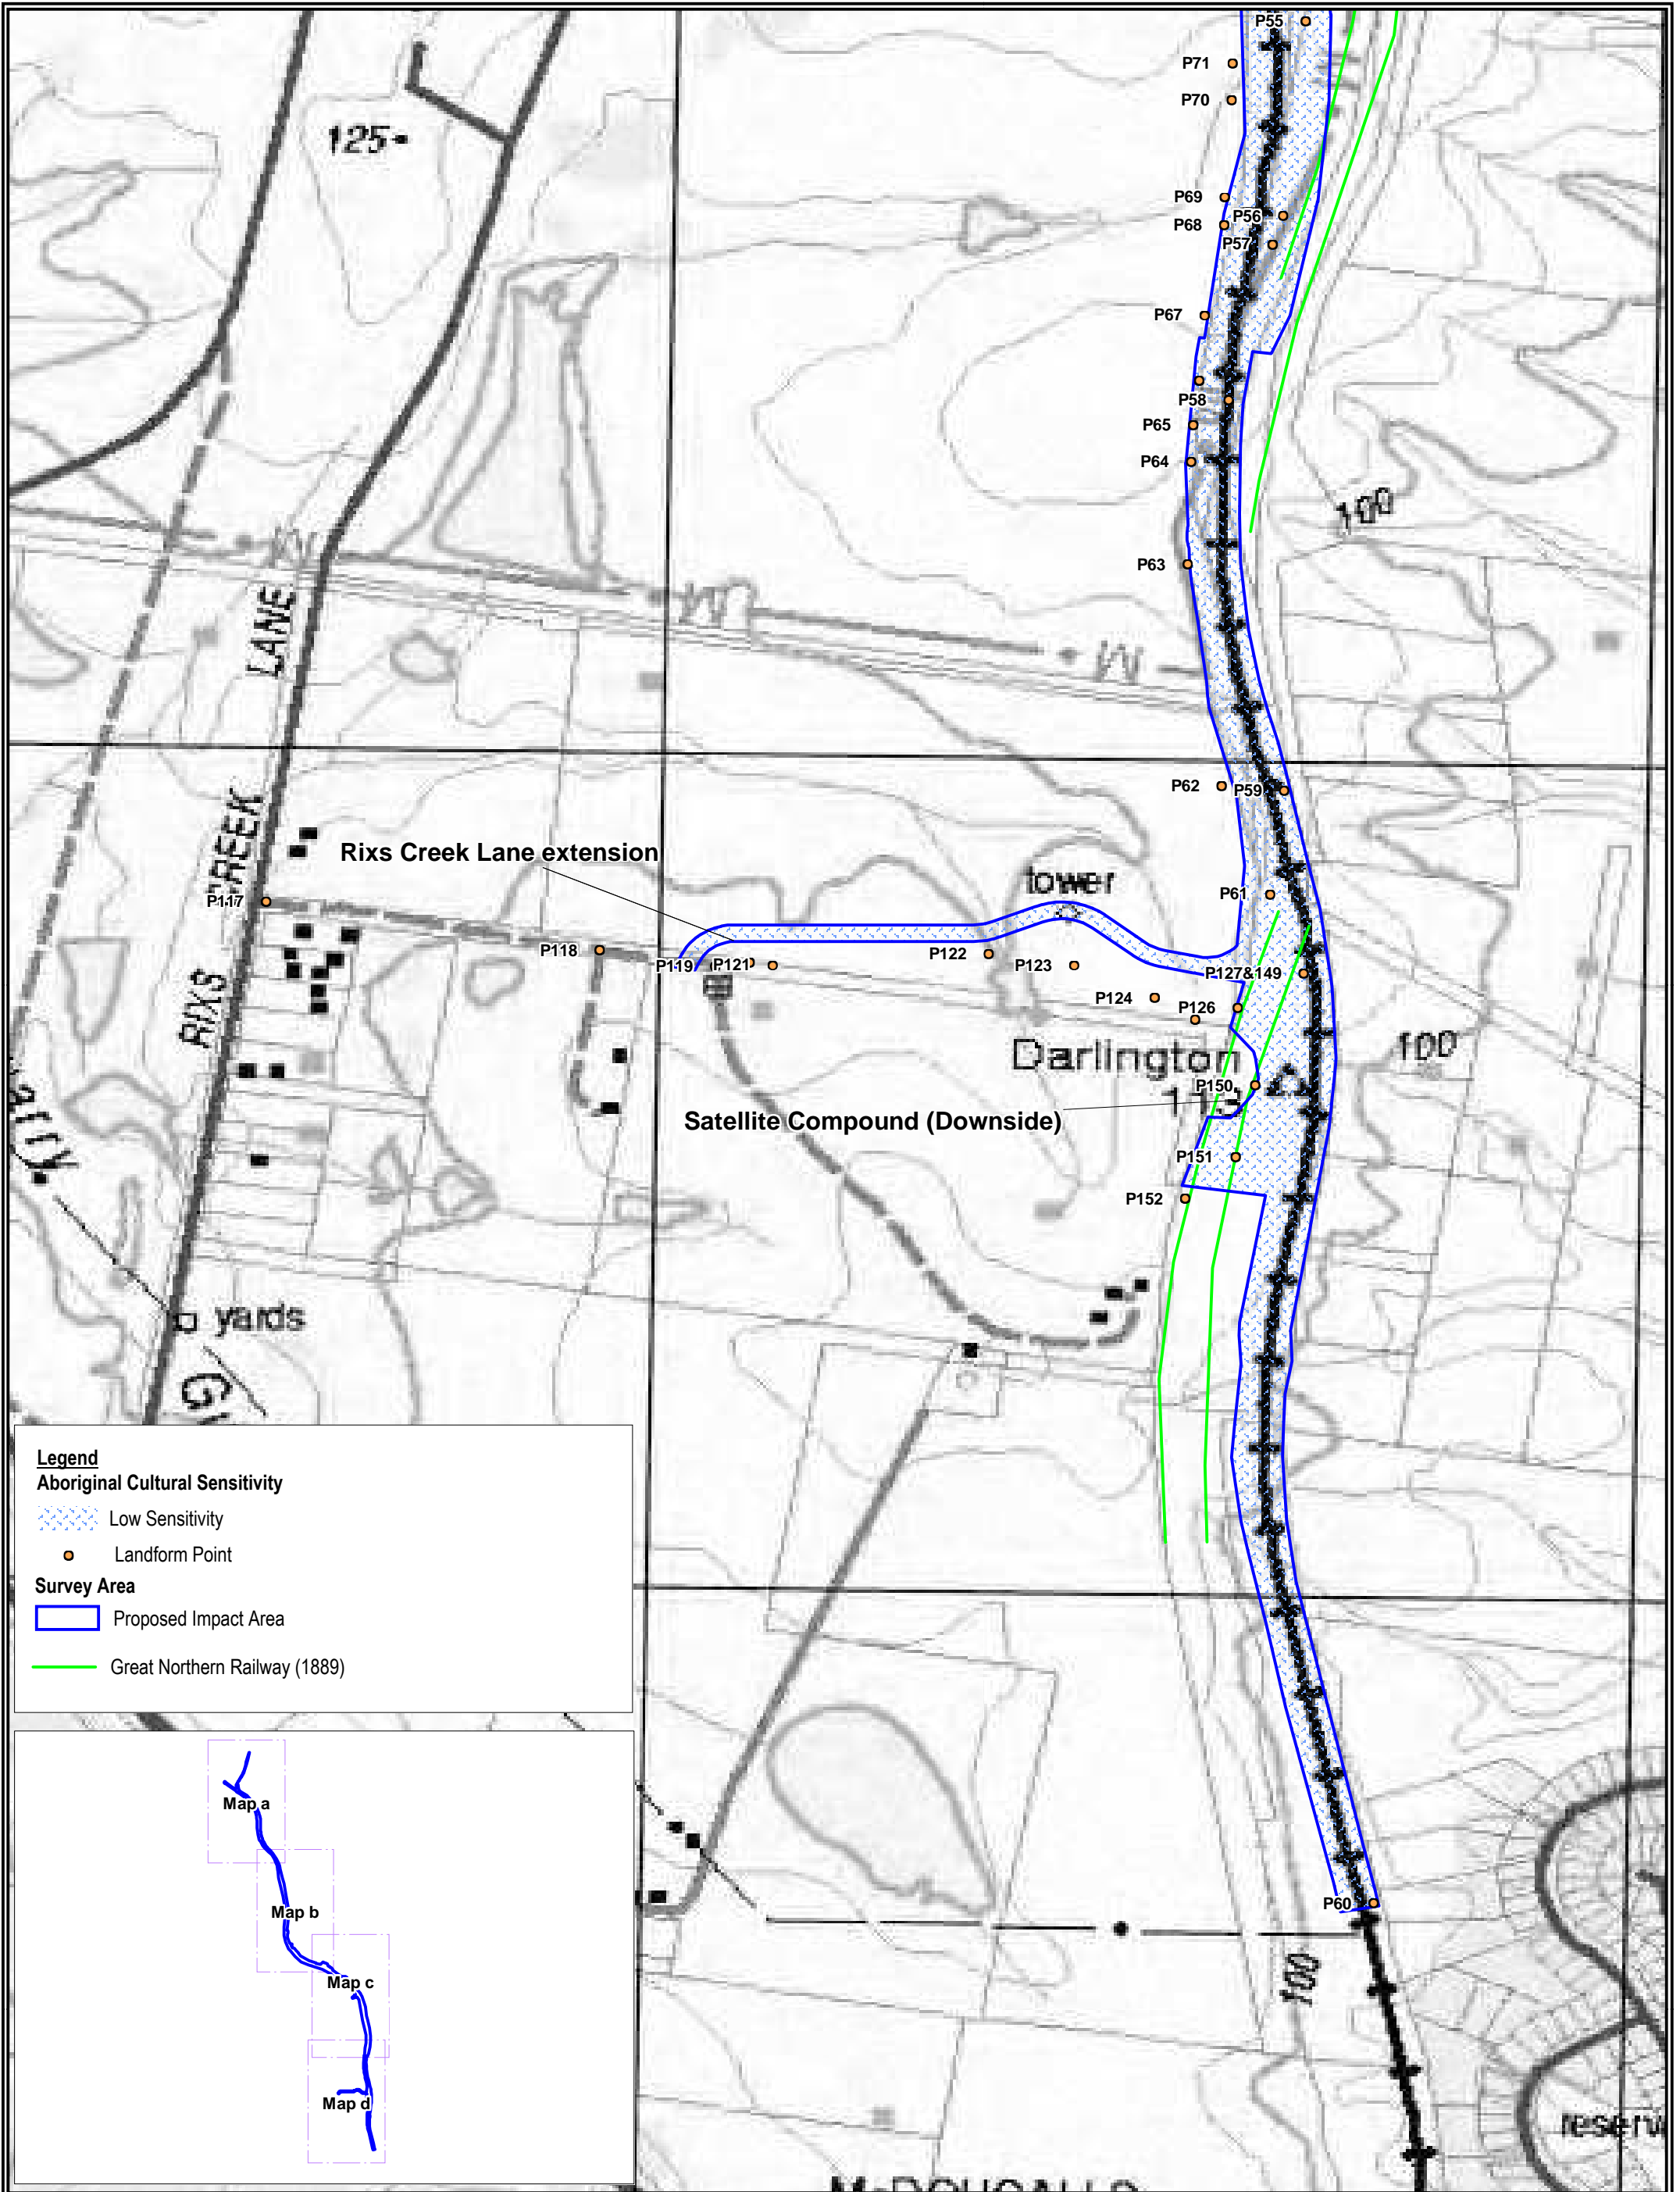 P55
P71
P70
125
P69
P56
P68
P57
P67
P58
P65
P64
100
P63
LANE
P62
P59
CREEK
Rixs Creek Lane extension
tower
P61
P117
P118
P119
P121
P122
P123
P127&149
P124
P126
RIXS
Darlington
100
P150
Satellite Compound (Downside)
P151
P152
yards
Legend
Aboriginal Cultural Sensitivity
Low Sensitivity
Landform Point
Survey Area
Proposed Impact Area
Great Northern Railway (1889)
Map a
Map b
Map c
Map d
P60
100